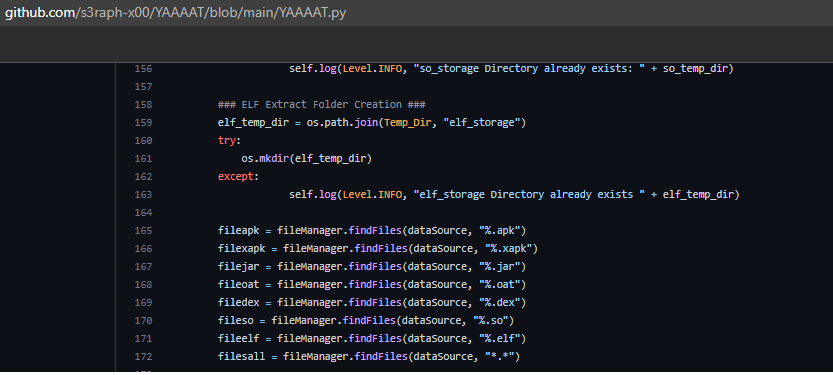 github.com/s3raph-x00/YAAAAT/blob/main/YAAAAT.py
156 self.log(Level.INFO, "so_storage Directory already exists: " + so_temp_dir)
157
158 ### ELF Extract Folder Creation ###
159 elf_temp_dir = os.path.join(Temp_Dir, "elf_storage")
160 try:
161 os.mkdir(elf_temp_dir)
162 except:
163 self.log(Level.INFO, "elf_storage Directory already exists " + elf_temp_dir)
164
165 fileapk = fileManager.findFiles(dataSource, "%.apk")
166 filexapk = fileManager.findFiles(dataSource, "%.xapk")
167 filejar = fileManager.findFiles(dataSource, "%.jar")
168 fileoat = fileManager.findFiles(dataSource, "%.oat")
169 filedex = fileManager.findFiles(dataSource, "%.dex")
170 fileso = fileManager.findFiles(dataSource, "%.so")
171 fileelf = fileManager.findFiles(dataSource, "%.elf")
172 filesall = fileManager.findFiles(dataSource, "*.*")